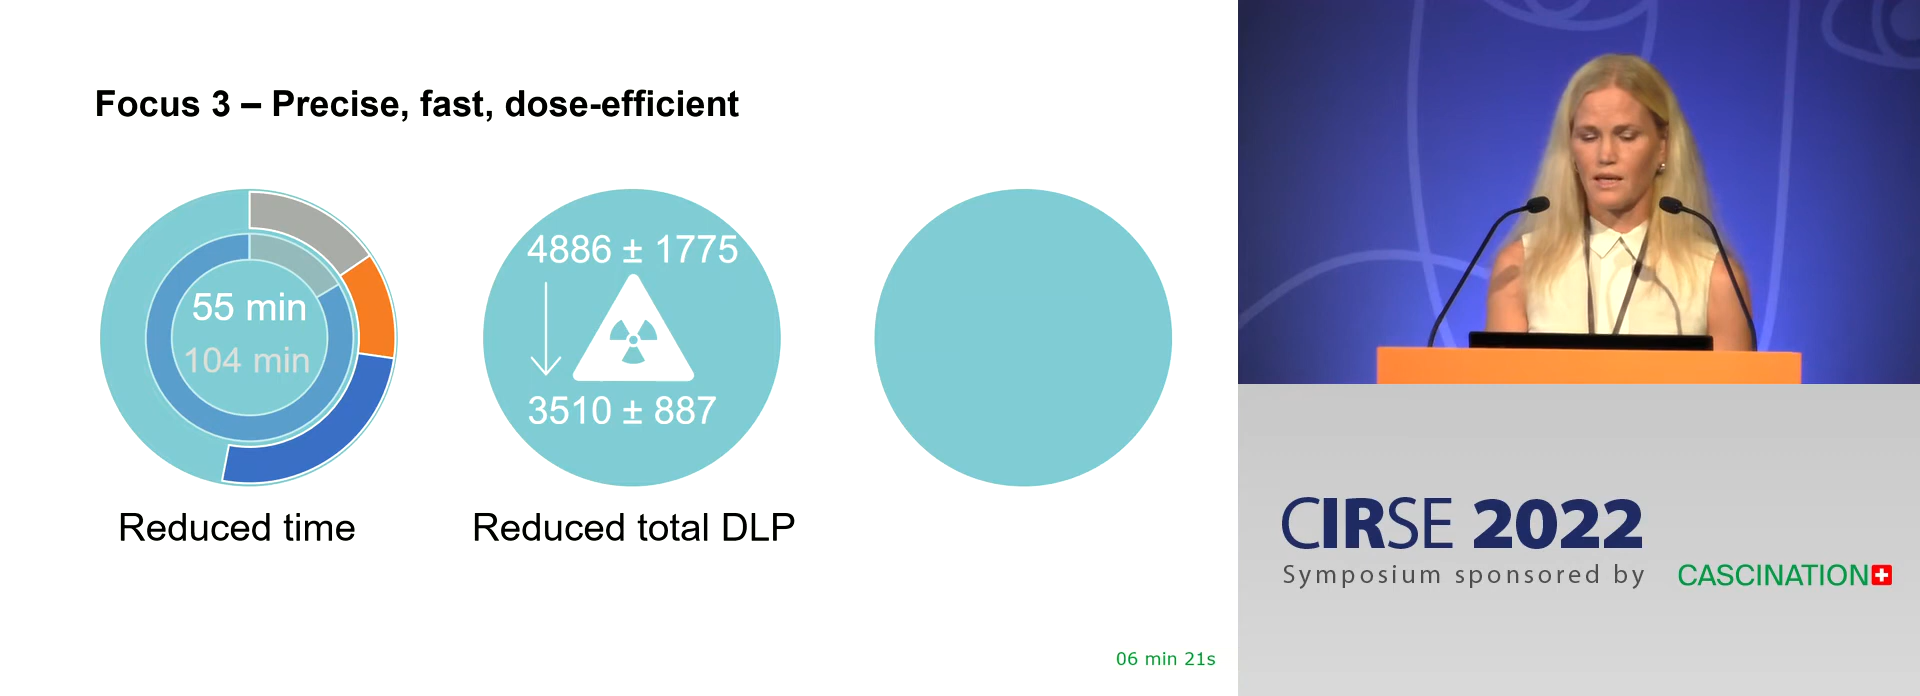 Focus 3 – Precise, fast, dose-efficient
55 min
104 min
Reduced time
4886 ± 1775
3510 ± 887
Reduced total DLP
06 min 21s
CIRSE 2022
Symposium sponsored by CASCINATION